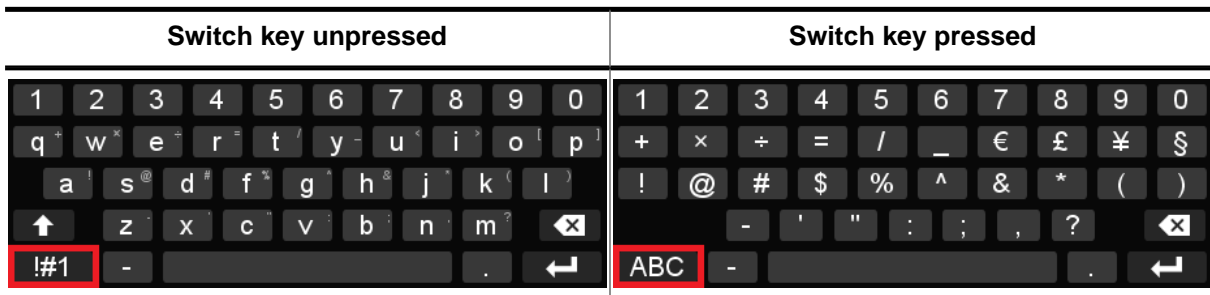 Switch key unpressed Switch key pressed
1 2 3 4 5 6 7 8 9 0 1 2 3 4 5 6 7 8 9 0
q + w × e ÷ r = t / y u < i > o [ p ] + × ÷ = / _ € £ ¥ §
a ! s @ d # f g ^ h & j * k ( l ) ! @ # $ % ^ & * ( )
z - x ' c " v : b ; n , m ? - ' " : ; , ?
!#1 - . ABC - .